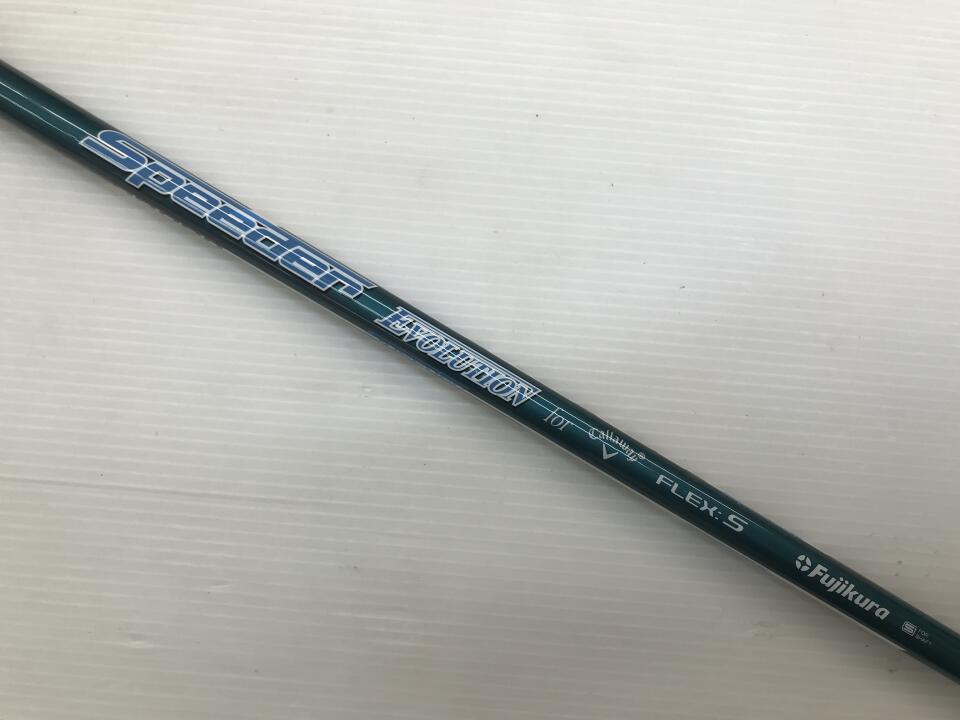 Speeder
EVOLUTION
for
Callaway®
FLEX: S
Fujikura
S